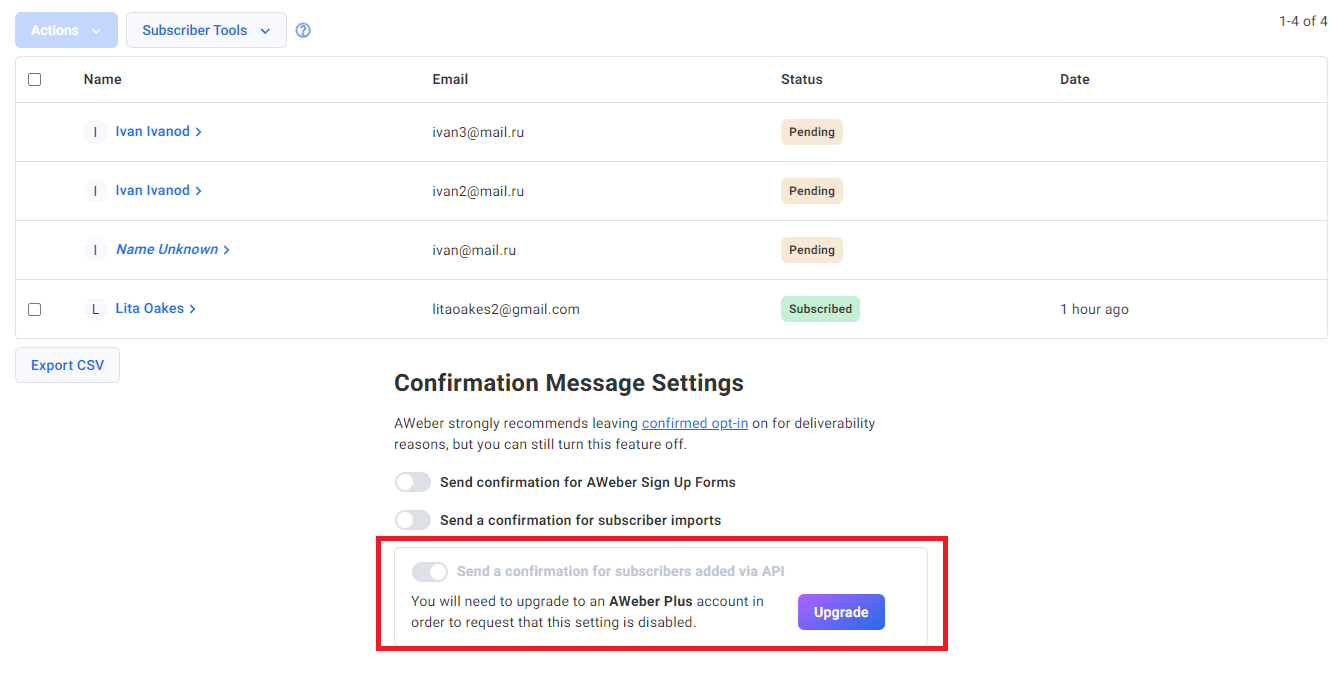 Actions
Subscriber Tools
?
1-4 of 4
Name Email Status Date
I Ivan Ivanod ivan3@mail.ru Pending
I Ivan Ivanod ivan2@mail.ru Pending
I Name Unknown ivan@mail.ru Pending
L Lita Oakes litaoakes2@gmail.com Subscribed 1 hour ago
Export CSV
Confirmation Message Settings
AWeber strongly recommends leaving confirmed opt-in on for deliverability
reasons, but you can still turn this feature off.
Send confirmation for AWeber Sign Up Forms
Send a confirmation for subscriber imports
Send a confirmation for subscribers added via API
You will need to upgrade to an AWeber Plus account in
order to request that this setting is disabled.
Upgrade